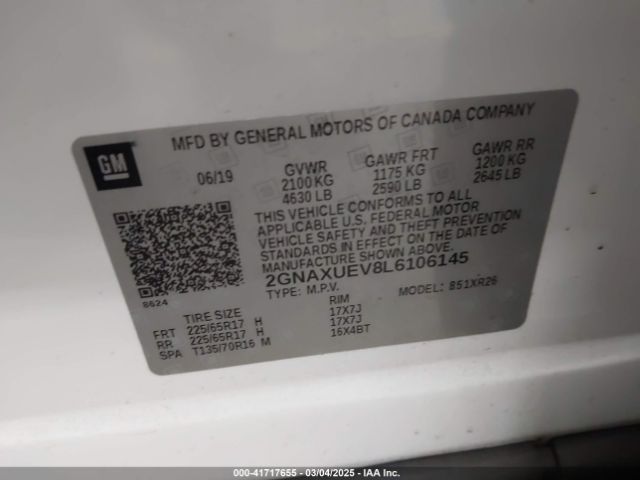 MFD BY GENERAL MOTORS OF CANADA COMPANY
GM
06/19
GVWR
2100 KG
4630 LB
GAWR FRT
1175 KG
2590 LB
GAWR RR
1200 KG
2645 LB
THIS VEHICLE CONFORMS TO ALL
APPLICABLE U.S. FEDERAL MOTOR
VEHICLE SAFETY AND THEFT PREVENTION
STANDARDS IN EFFECT ON THE DATE OF
MANUFACTURE SHOWN ABOVE.
2GNAXUEV8L6106145
TYPE: M.P.V. MODEL: 851XR26
8624
TIRE SIZE RIM
FRT 225/65R17 H 17X7J
RR 225/65R17 H 17X7J
SPA T135/70R16 M 16X4BT
000-41717655 — 03/04/2025 — IAAI.COM